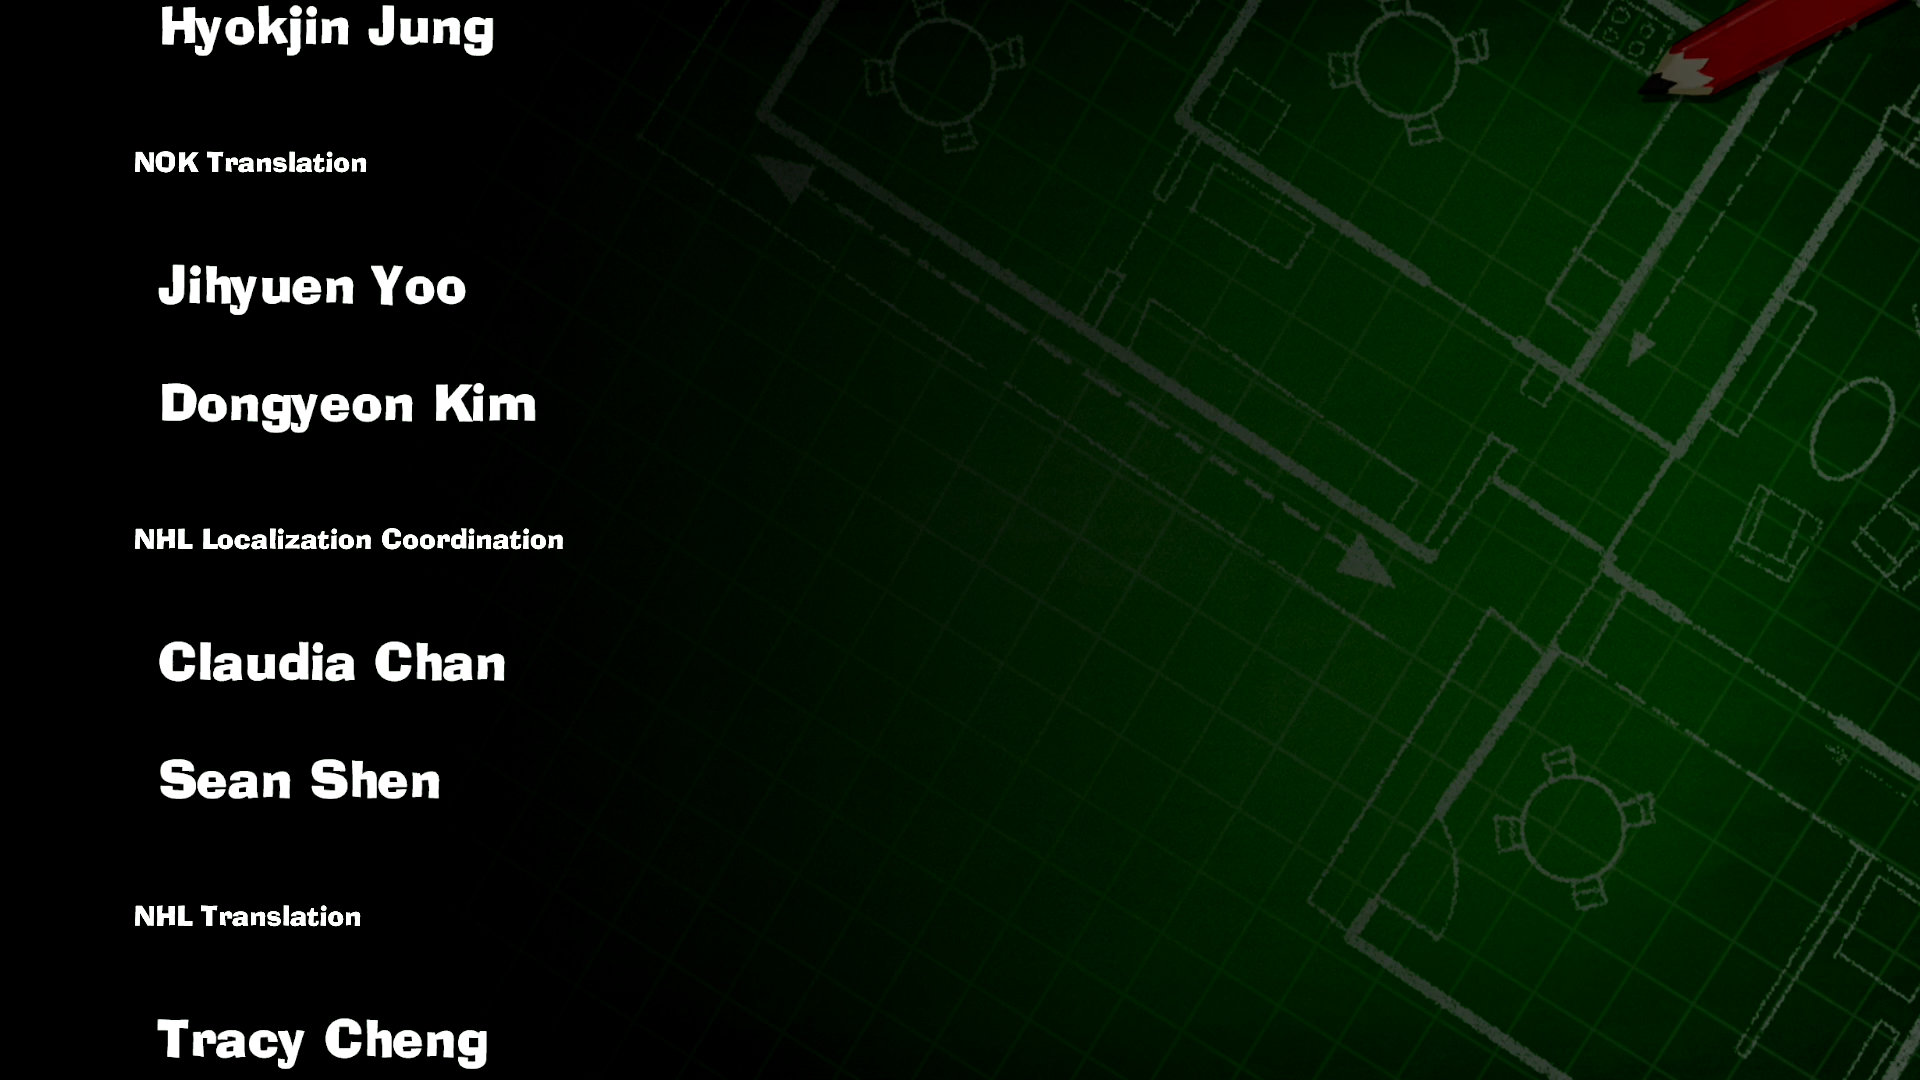 Hyokjin Jung
NOK Translation
Jihyuen Yoo
Dongyeon Kim
NHL Localization Coordination
Claudia Chan
Sean Shen
NHL Translation
Tracy Cheng